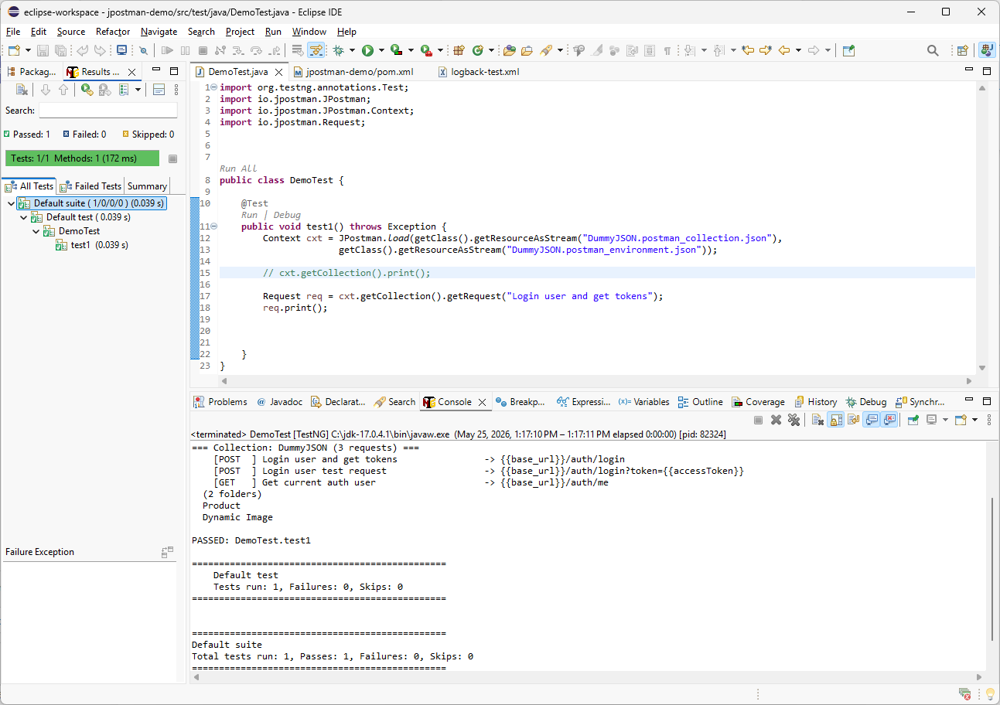 eclipse-workspace - jpostman-demo/src/test/java/DemoTest.java - Eclipse IDE
File Edit Source Refactor Navigate Search Project Run Window Help
Packag... Results ...
Search:
Passed: 1 Failed: 0 Skipped: 0
Tests: 1/1 Methods: 1 (172 ms)
All Tests Failed Tests Summary
Default suite ( 1/0/0/0 ) (0.039 s)
Default test ( 0.039 s)
DemoTest
test1 (0.039 s)
Failure Exception
DemoTest.java jpostman-demo/pom.xml logback-test.xml
1 import org.testng.annotations.Test;
2 import io.jpostman.JPostman;
3 import io.jpostman.JPostman.Context;
4 import io.jpostman.Request;
5
6
7
Run All
8 public class DemoTest {
9
10 @Test
Run | Debug
11 public void test1() throws Exception {
12 Context cxt = JPostman.Load(getClass().getResourceAsStream("DummyJSON.postman_collection.json"),
13 getClass().getResourceAsStream("DummyJSON.postman_environment.json"));
14
15 // cxt.getCollection().print();
16
17 Request req = cxt.getCollection().getRequest("Login user and get tokens");
18 req.print();
19
20
21
22 }
23 }
Problems @ Javadoc Declarat... Search Console Breakp... Expressi... (x)= Variables Outline Coverage History Debug Synchr...
<terminated> DemoTest [TestNG] C:\jdk-17.0.4.1\bin\javaw.exe (May 25, 2026, 1:17:10 PM – 1:17:11 PM elapsed 0:00:00) [pid: 82324]
=== Collection: DummyJSON (3 requests) ===
[POST ] Login user and get tokens -> {{base_url}}/auth/login
[POST ] Login user test request -> {{base_url}}/auth/login?token={{accessToken}}
[GET ] Get current auth user -> {{base_url}}/auth/me
(2 folders)
Product
Dynamic Image
PASSED: DemoTest.test1
===============================================
Default test
Tests run: 1, Failures: 0, Skips: 0
===============================================
===============================================
Default suite
Total tests run: 1, Passes: 1, Failures: 0, Skips: 0
===============================================